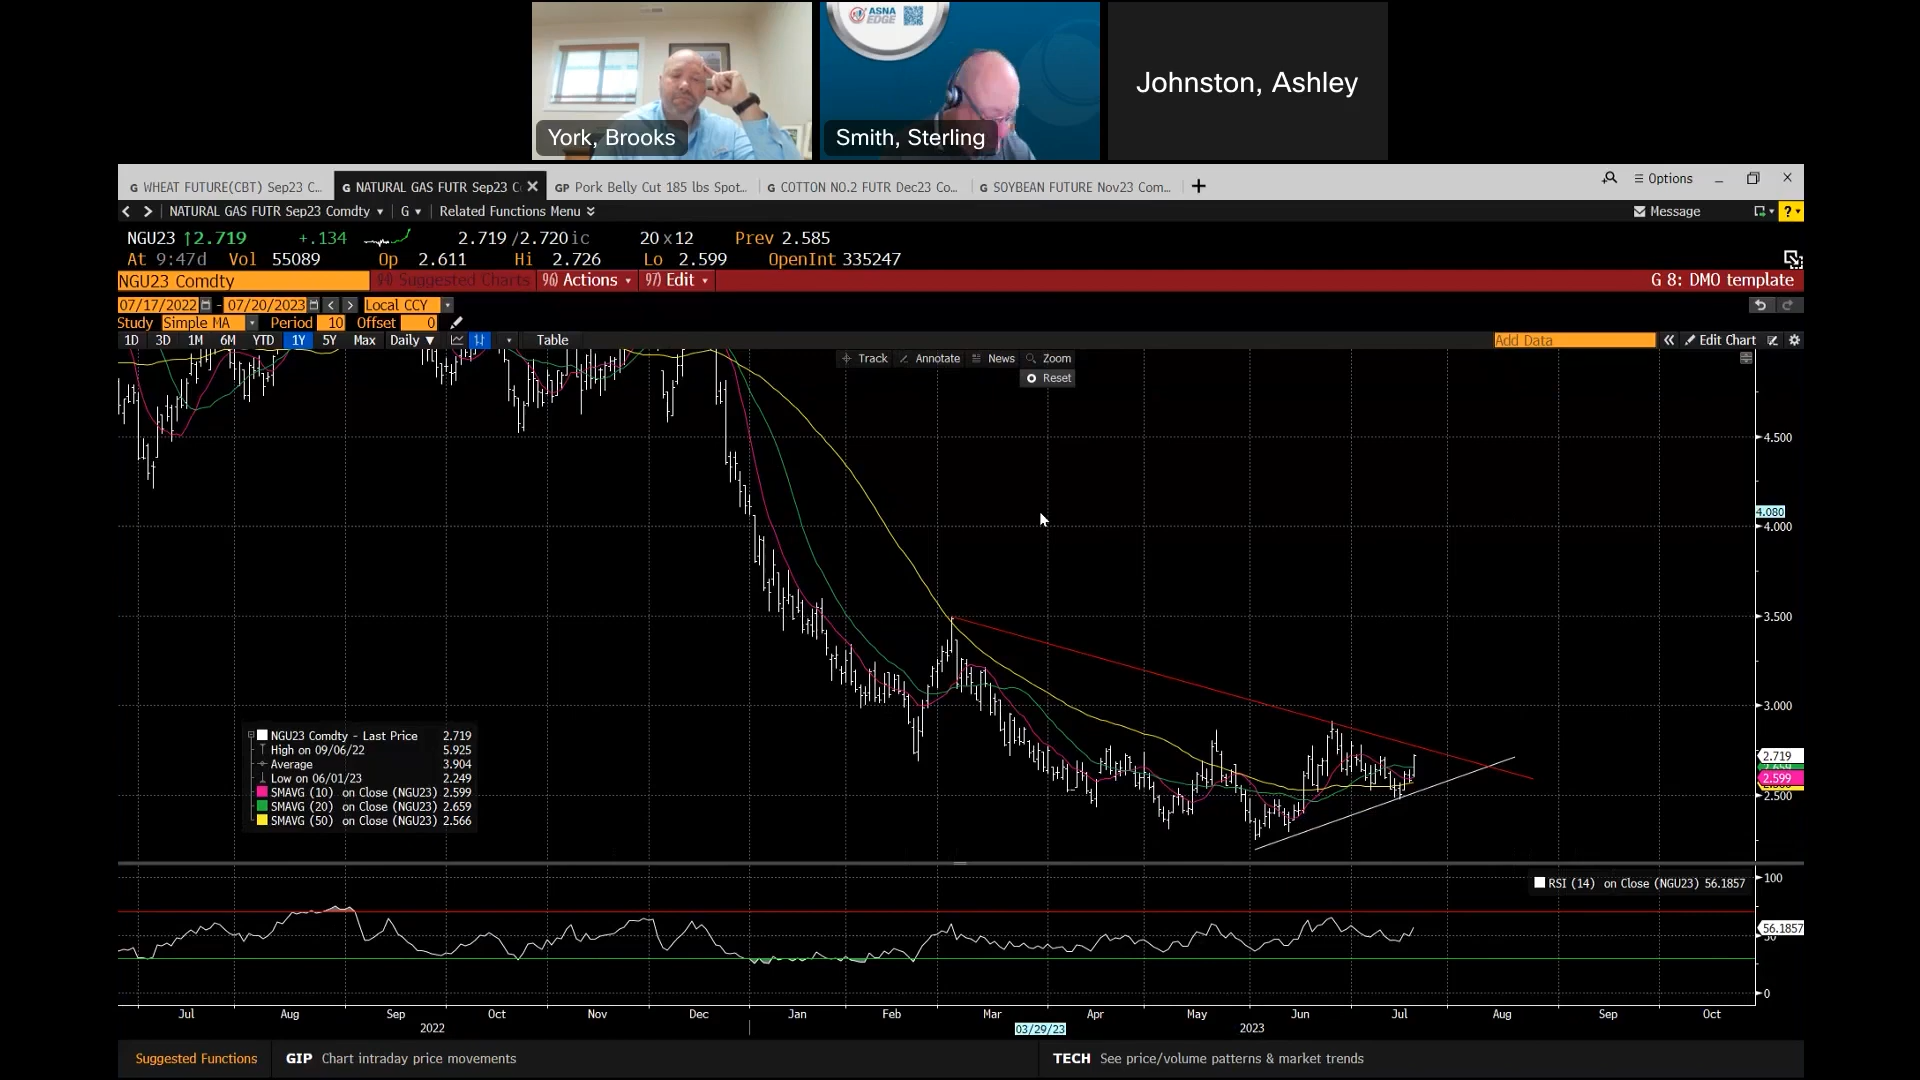 ASNA
EDGE
York, Brooks
Smith, Sterling
Johnston, Ashley
G WHEAT FUTURE(CBT) Sep23 C...
G NATURAL GAS FUTR Sep23 C
GP Pork Belly Cut 185 lbs Spot...
G COTTON NO.2 FUTR Dec23 Co...
G SOYBEAN FUTURE Nov23 Com...
Options
NATURAL GAS FUTR Sep23 Comdty
G
Related Functions Menu
Message
?
NGU23 ↑2.719 +.134 2.719/2.720ic 20x12 Prev 2.585
At 9:47d Vol 55089 Op 2.611 Hi 2.726 Lo 2.599 OpenInt 335247
NGU23 Comdty
Suggested Charts
96) Actions
97) Edit
G 8: DMO template
07/17/2022 - 07/20/2023
Local CCY
Study Simple MA Period 10 Offset 0
1D 3D 1M 6M YTD 1Y 5Y Max Daily ▼ Table
Add Data
« Edit Chart
Track Annotate News Zoom
Reset
4.500
4.080
4.000
3.500
3.000
2.719
2.599
2.500
NGU23 Comdty - Last Price 2.719
High on 09/06/22 5.925
Average 3.904
Low on 06/01/23 2.249
SMAVG (10) on Close (NGU23) 2.599
SMAVG (20) on Close (NGU23) 2.659
SMAVG (50) on Close (NGU23) 2.566
RSI (14) on Close (NGU23) 56.1857
100
56.1857
0
Jul Aug Sep Oct Nov Dec Jan Feb Mar Apr May Jun Jul Aug Sep Oct
2022 03/29/23 2023
Suggested Functions
GIP Chart intraday price movements
TECH See price/volume patterns & market trends